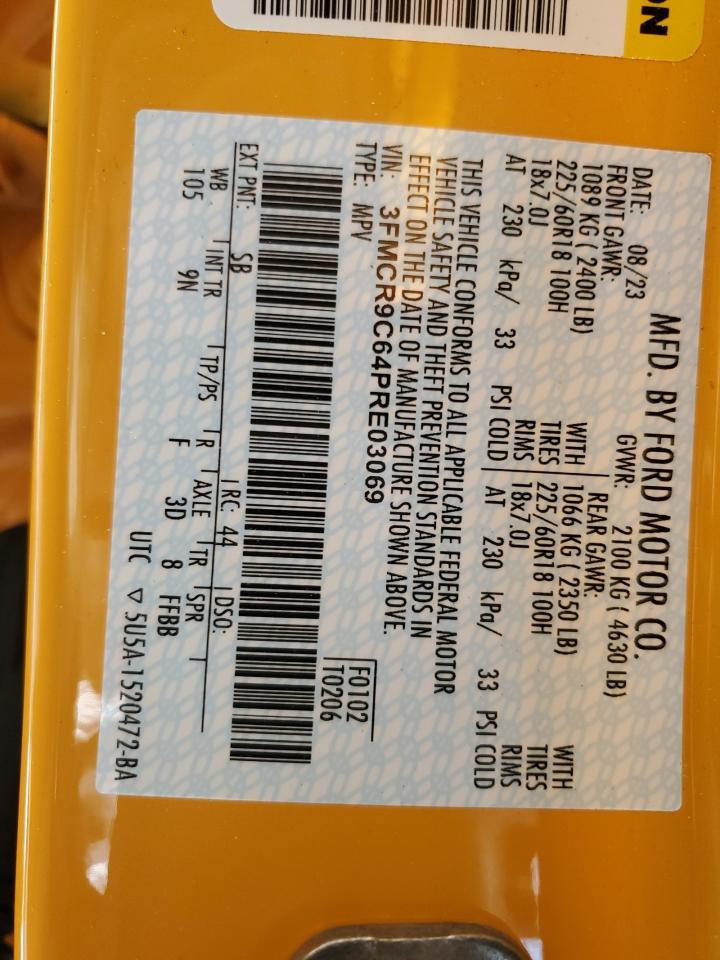 ON
MFD. BY FORD MOTOR CO.
DATE: 08/23 GVWR: 2100 KG ( 4630 LB)
FRONT GAWR: REAR GAWR:
1089 KG ( 2400 LB) WITH 1066 KG ( 2350 LB) WITH
225/60R18 100H TIRES 225/60R18 100H TIRES
18x7.0J RIMS 18x7.0J RIMS
AT 230 kPa/ 33 PSI COLD AT 230 kPa/ 33 PSI COLD
THIS VEHICLE CONFORMS TO ALL APPLICABLE FEDERAL MOTOR
VEHICLE SAFETY AND THEFT PREVENTION STANDARDS IN
EFFECT ON THE DATE OF MANUFACTURE SHOWN ABOVE.
VIN: 3FMCR9C64PRE03069 F0102
TYPE: MPV T0206
EXT PNT: SB RC: 44 DSO:
WB INT TR TP/PS R AXLE TR SPR
105 9N F 3D 8 FFBB
UTC ▽ 5U5A-1520472-BA